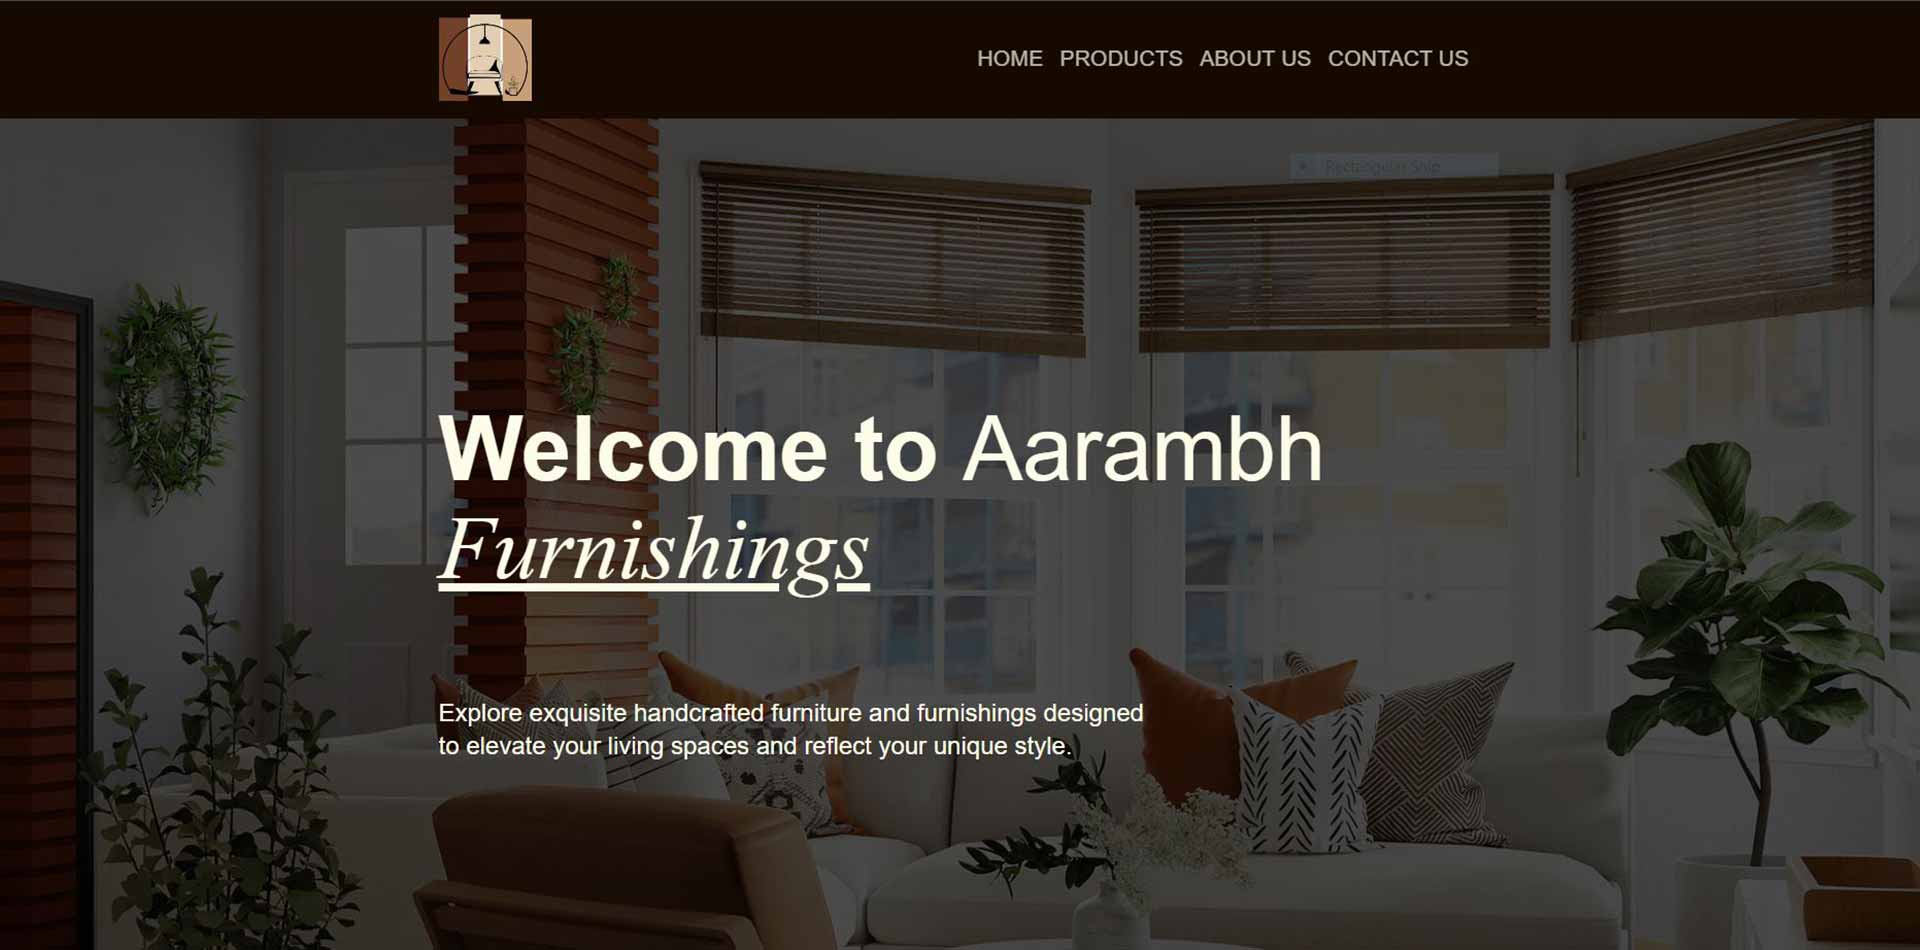 HOME PRODUCTS ABOUT US CONTACT US
Rectangular Snip
Welcome to Aarambh
Furnishings
Explore exquisite handcrafted furniture and furnishings designed
to elevate your living spaces and reflect your unique style.